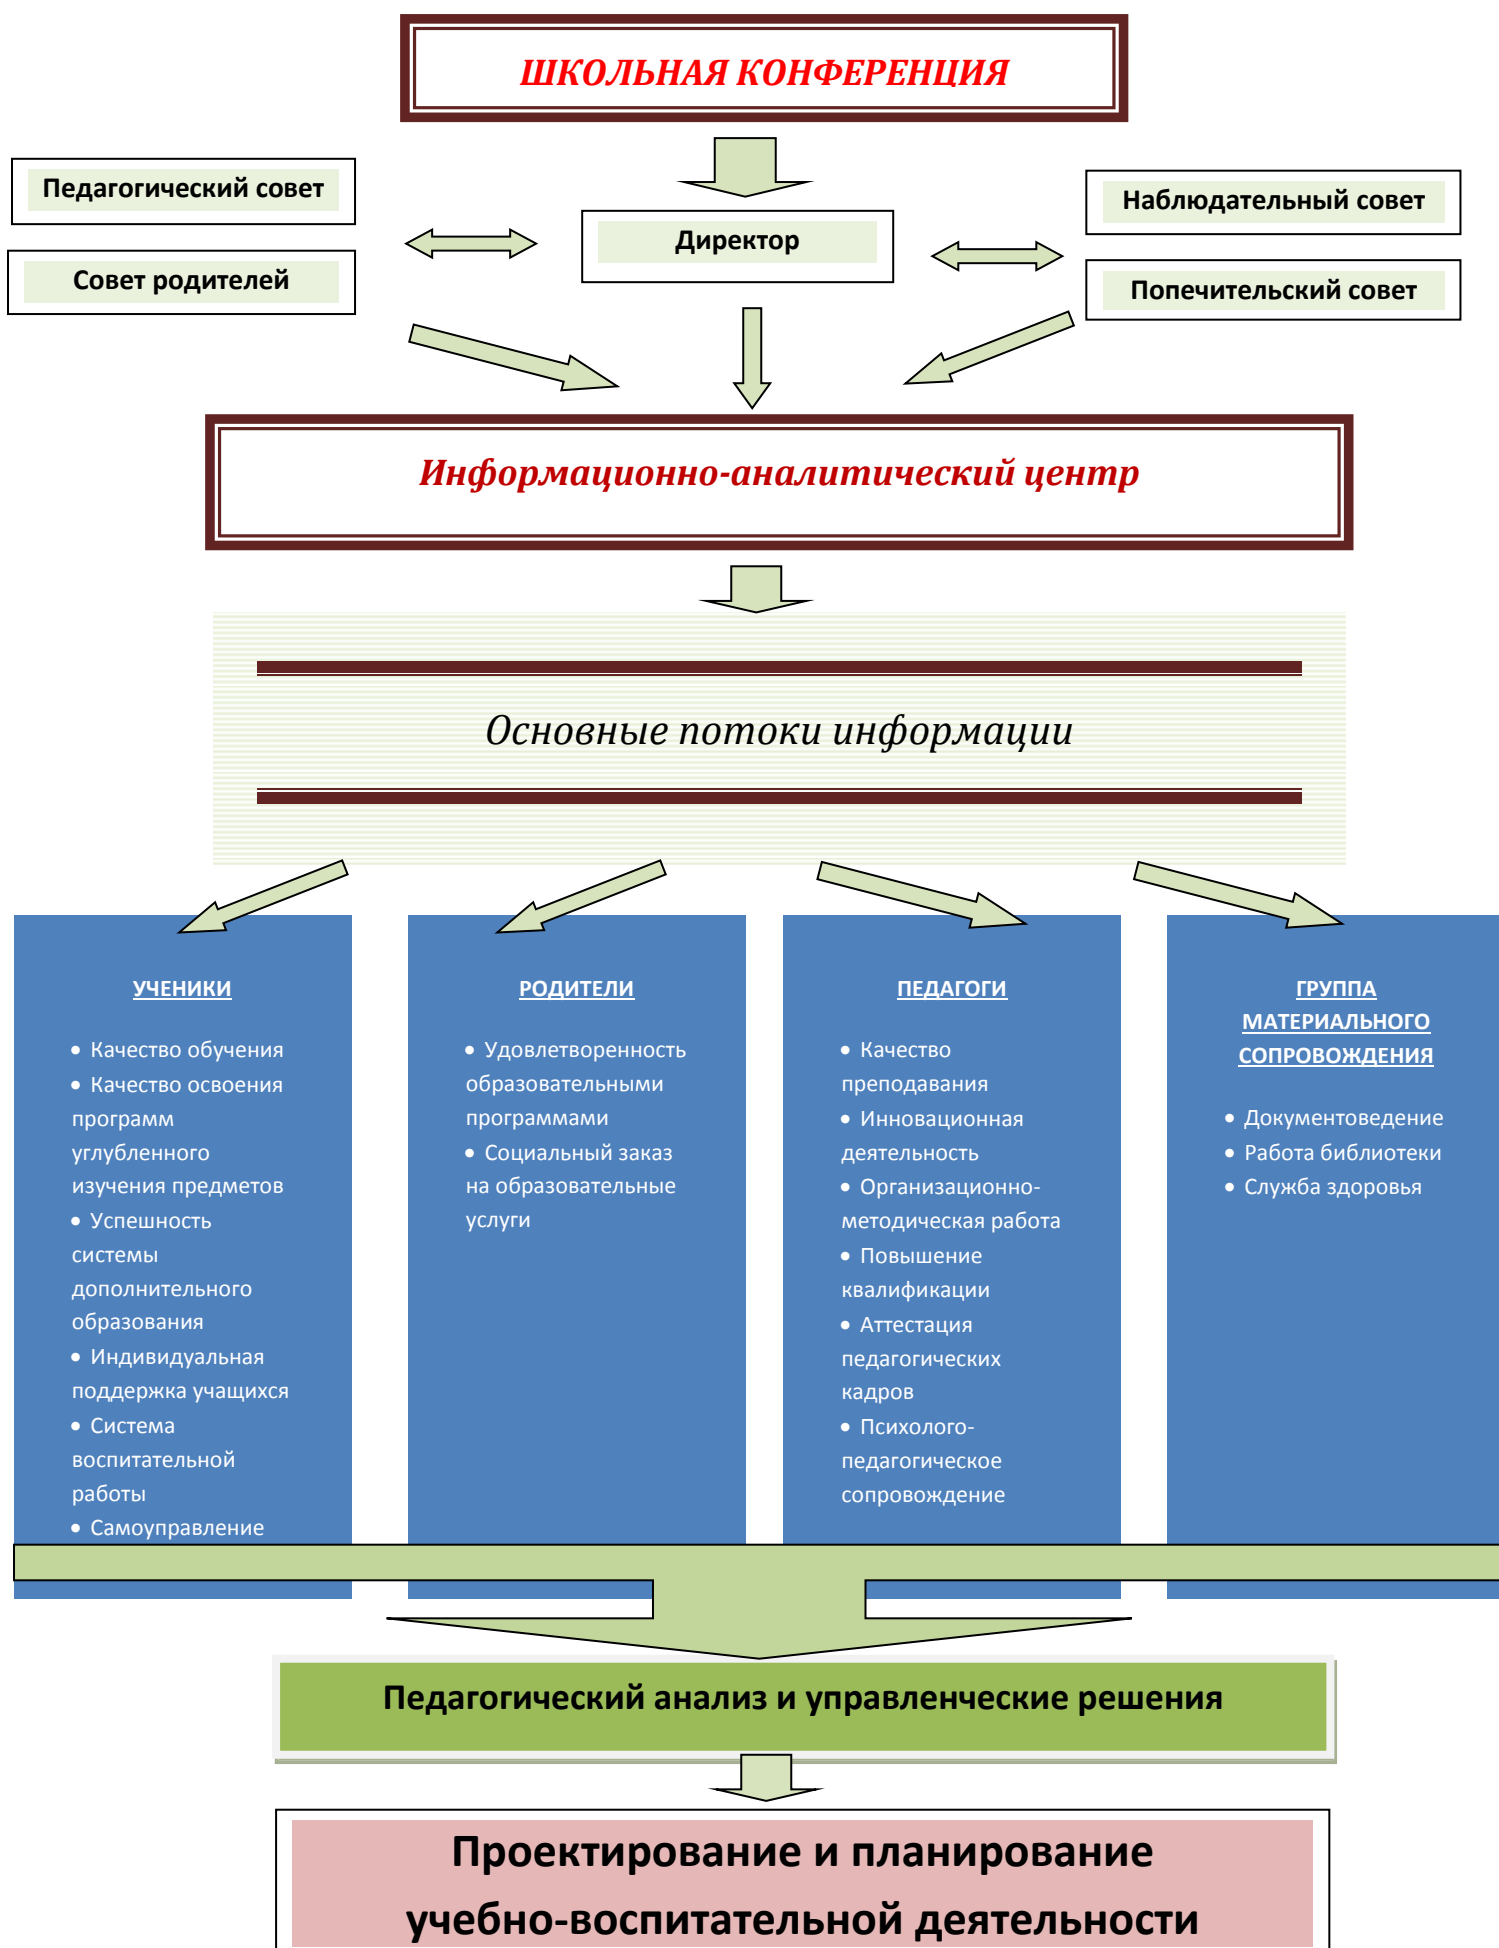 ШКОЛЬНАЯ КОНФЕРЕНЦИЯ
Педагогический совет
Наблюдательный совет
Директор
Совет родителей
Попечительский совет
Информационно-аналитический центр
Основные потоки информации
УЧЕНИКИ
• Качество обучения
• Качество освоения
программ
углубленного
изучения предметов
• Успешность
системы
дополнительного
образования
• Индивидуальная
поддержка учащихся
• Система
воспитательной
работы
• Самоуправление
РОДИТЕЛИ
• Удовлетворенность
образовательными
программами
• Социальный заказ
на образовательные
услуги
ПЕДАГОГИ
• Качество
преподавания
• Инновационная
деятельность
• Организационно-
методическая работа
• Повышение
квалификации
• Аттестация
педагогических
кадров
• Психолого-
педагогическое
сопровождение
ГРУППА
МАТЕРИАЛЬНОГО
СОПРОВОЖДЕНИЯ
• Документоведение
• Работа библиотеки
• Служба здоровья
Педагогический анализ и управленческие решения
Проектирование и планирование
учебно-воспитательной деятельности